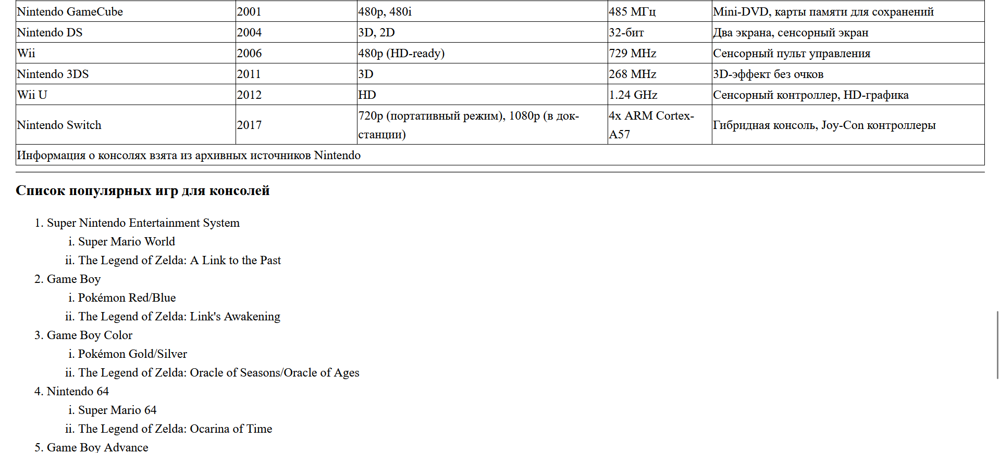 Nintendo GameCube 2001 480p, 480i 485 МГц Mini-DVD, карты памяти для сохранений
Nintendo DS 2004 3D, 2D 32-бит Два экрана, сенсорный экран
Wii 2006 480p (HD-ready) 729 MHz Сенсорный пульт управления
Nintendo 3DS 2011 3D 268 MHz 3D-эффект без очков
Wii U 2012 HD 1.24 GHz Сенсорный контроллер, HD-графика
Nintendo Switch 2017 720p (портативный режим), 1080p (в док-
станции) 4x ARM Cortex-
A57 Гибридная консоль, Joy-Con контроллеры
Информация о консолях взята из архивных источников Nintendo
Список популярных игр для консолей
1. Super Nintendo Entertainment System
i. Super Mario World
ii. The Legend of Zelda: A Link to the Past
2. Game Boy
i. Pokémon Red/Blue
ii. The Legend of Zelda: Link's Awakening
3. Game Boy Color
i. Pokémon Gold/Silver
ii. The Legend of Zelda: Oracle of Seasons/Oracle of Ages
4. Nintendo 64
i. Super Mario 64
ii. The Legend of Zelda: Ocarina of Time
5. Game Boy Advance